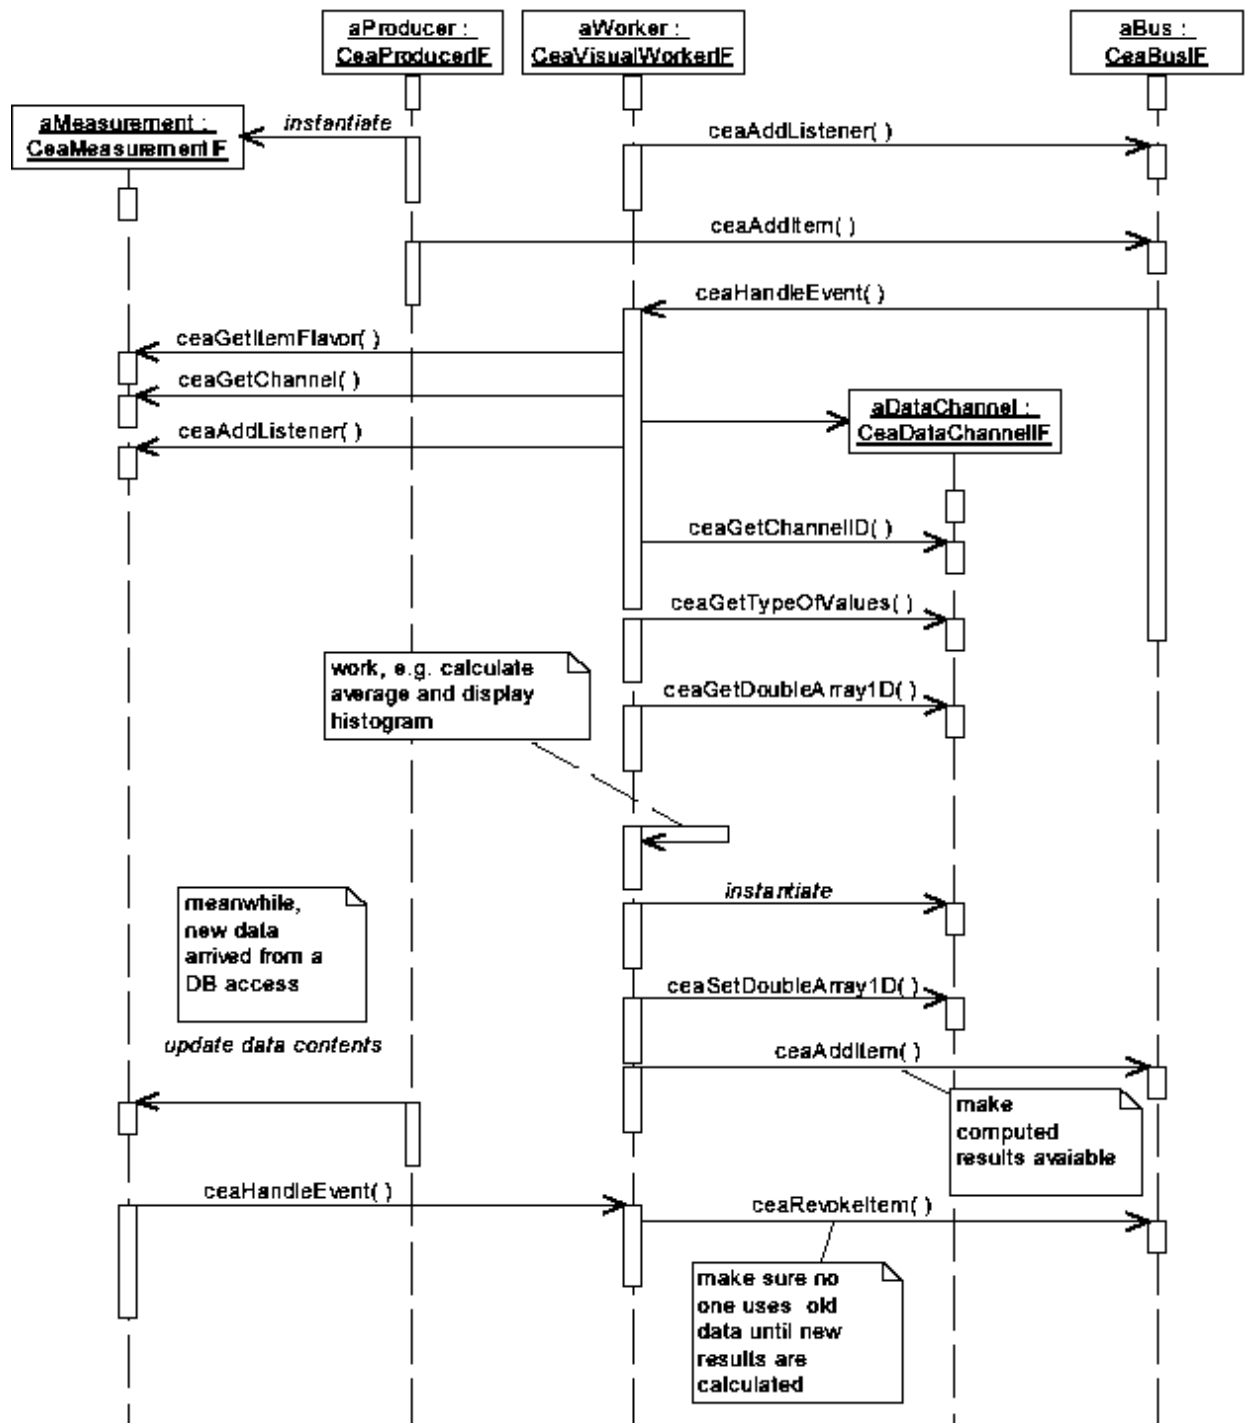 aProducer :
CeaProducerIF
aWorker :
CeaVisualWorkerIF
aBus :
CeaBusIF
aMeasurement :
CeaMeasurementIF
instantiate
ceaAddListener( )
ceaAddItem( )
ceaHandleEvent( )
ceaGetItemFlavor( )
ceaGetChannel( )
aDataChannel :
CeaDataChannelIF
ceaAddListener( )
ceaGetChannelID( )
ceaGetTypeOfValues( )
work, e.g. calculate
average and display
histogram
ceaGetDoubleArray1D( )
instantiate
meanwhile,
new data
arrived from a
DB access
ceaSetDoubleArray1D( )
update data contents
ceaAddItem( )
make
computed
results avaiable
ceaHandleEvent( )
ceaRevokeItem( )
make sure no
one uses old
data until new
results are
calculated